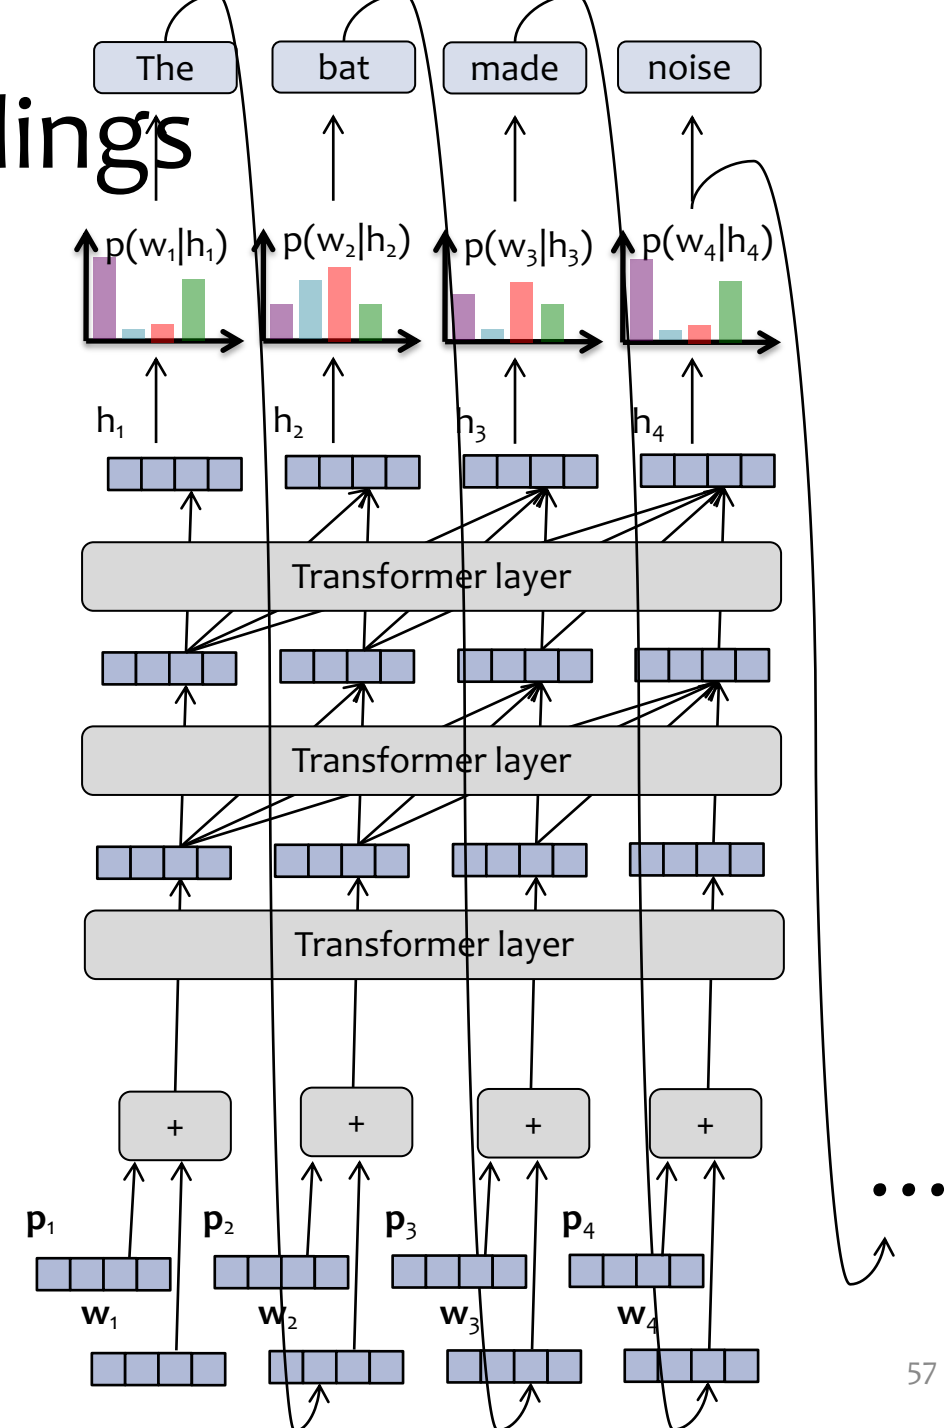 The bat made noise
dings
p(w₁|h₁) p(w₂|h₂) p(w₃|h₃) p(w₄|h₄)
h₁ h₂ h₃ h₄
Transformer layer
Transformer layer
Transformer layer
+ + + +
...
p₁ p₂ p₃ p₄
w₁ w₂ w₃ w₄
57